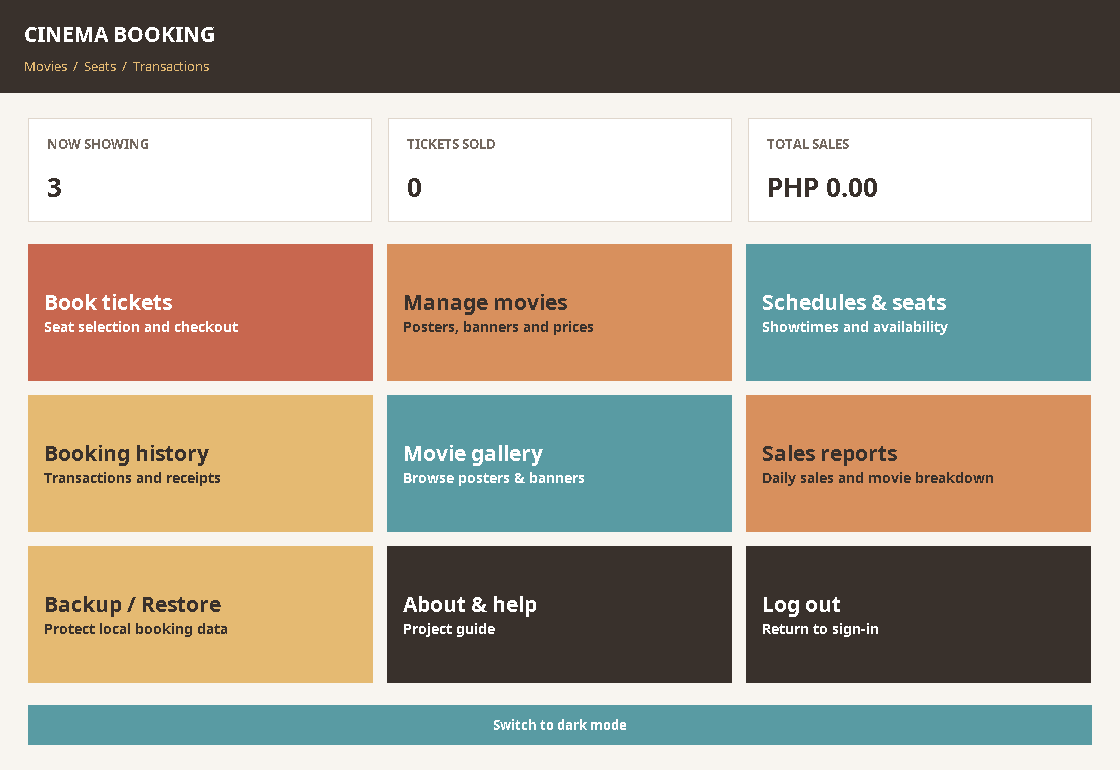 CINEMA BOOKING
Movies / Seats / Transactions
NOW SHOWING
3
TICKETS SOLD
0
TOTAL SALES
PHP 0.00
Book tickets
Seat selection and checkout
Manage movies
Posters, banners and prices
Schedules & seats
Showtimes and availability
Booking history
Transactions and receipts
Movie gallery
Browse posters & banners
Sales reports
Daily sales and movie breakdown
Backup / Restore
Protect local booking data
About & help
Project guide
Log out
Return to sign-in
Switch to dark mode